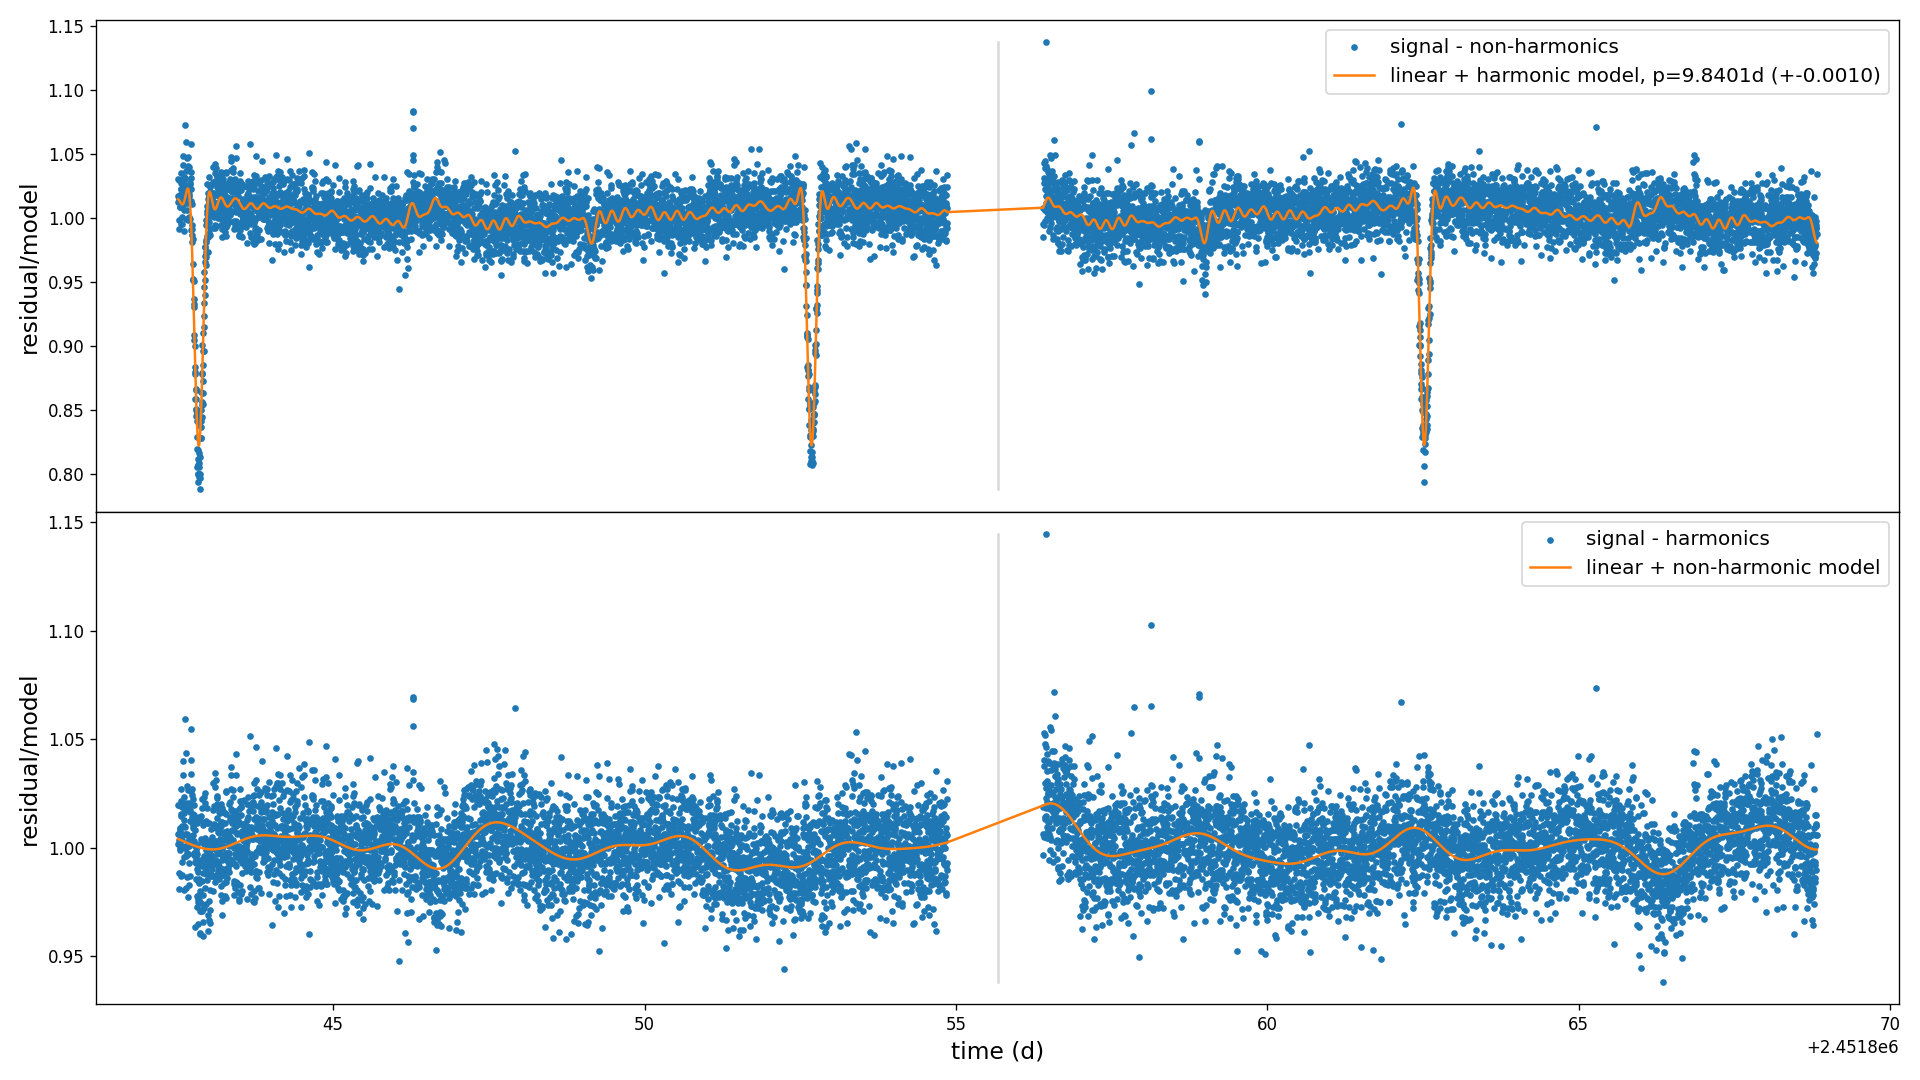 1.15
1.10
1.05
1.00
0.95
0.90
0.85
0.80
residual/model
signal - non-harmonics
linear + harmonic model, p=9.8401d (+-0.0010)
1.15
1.10
1.05
1.00
0.95
residual/model
signal - harmonics
linear + non-harmonic model
45 50 55 60 65 70
time (d)
+2.4518e6